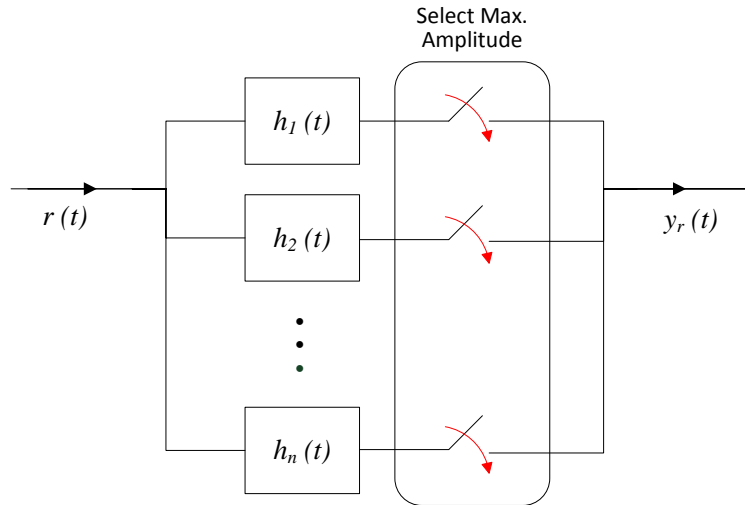 Select Max.
Amplitude
h1 (t)
r (t)
h2 (t)
yr (t)
hn (t)